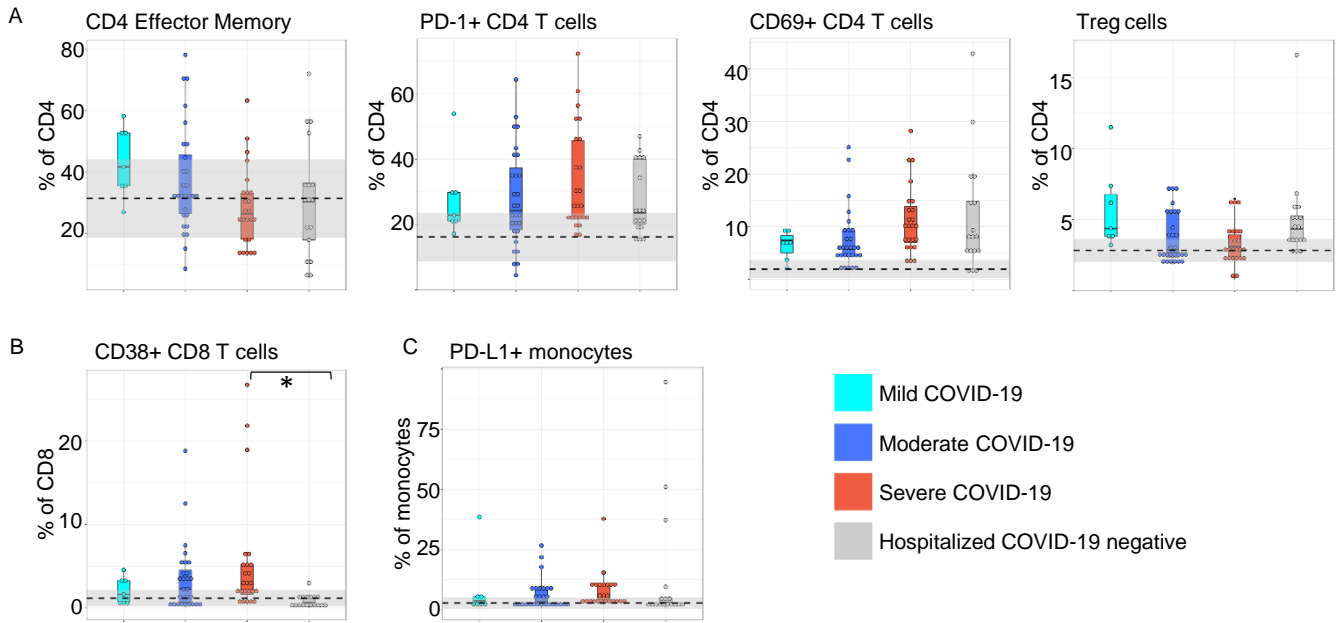 A
CD4 Effector Memory
PD-1+ CD4 T cells
CD69+ CD4 T cells
Treg cells
% of CD4
80
60
40
20
% of CD4
60
40
20
% of CD4
40
30
20
10
% of CD4
15
10
5
B
CD38+ CD8 T cells
C
PD-L1+ monocytes
% of CD8
20
10
0
*
% of monocytes
75
50
25
0
Mild COVID-19
Moderate COVID-19
Severe COVID-19
Hospitalized COVID-19 negative